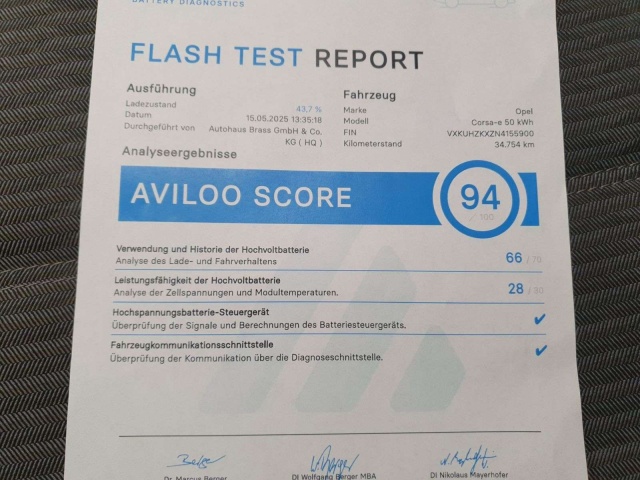 BATTERY DIAGNOSTICS
FLASH TEST REPORT
Ausführung
Ladezustand 43,7 %
Datum 15.05.2025 13:35:18
Durchgeführt von Autohaus Brass GmbH & Co.
KG ( HQ )
Fahrzeug
Marke Opel
Modell Corsa-e 50 kWh
FIN VXKUHZKXZN4155900
Kilometerstand 34.754 km
Analyseergebnisse
AVILOO SCORE 94
/ 100
Verwendung und Historie der Hochvoltbatterie
Analyse des Lade- und Fahrverhaltens 66 / 70
Leistungsfähigkeit der Hochvoltbatterie
Analyse der Zellspannungen und Modultemperaturen. 28 / 30
Hochspannungsbatterie-Steuergerät
Überprüfung der Signale und Berechnungen des Batteriesteuergeräts. ✔
Fahrzeugkommunikationsschnittstelle
Überprüfung der Kommunikation über die Diagnoseschnittstelle. ✔
Dr. Marcus Berger DI Wolfgang Berger MBA DI Nikolaus Mayerhofer